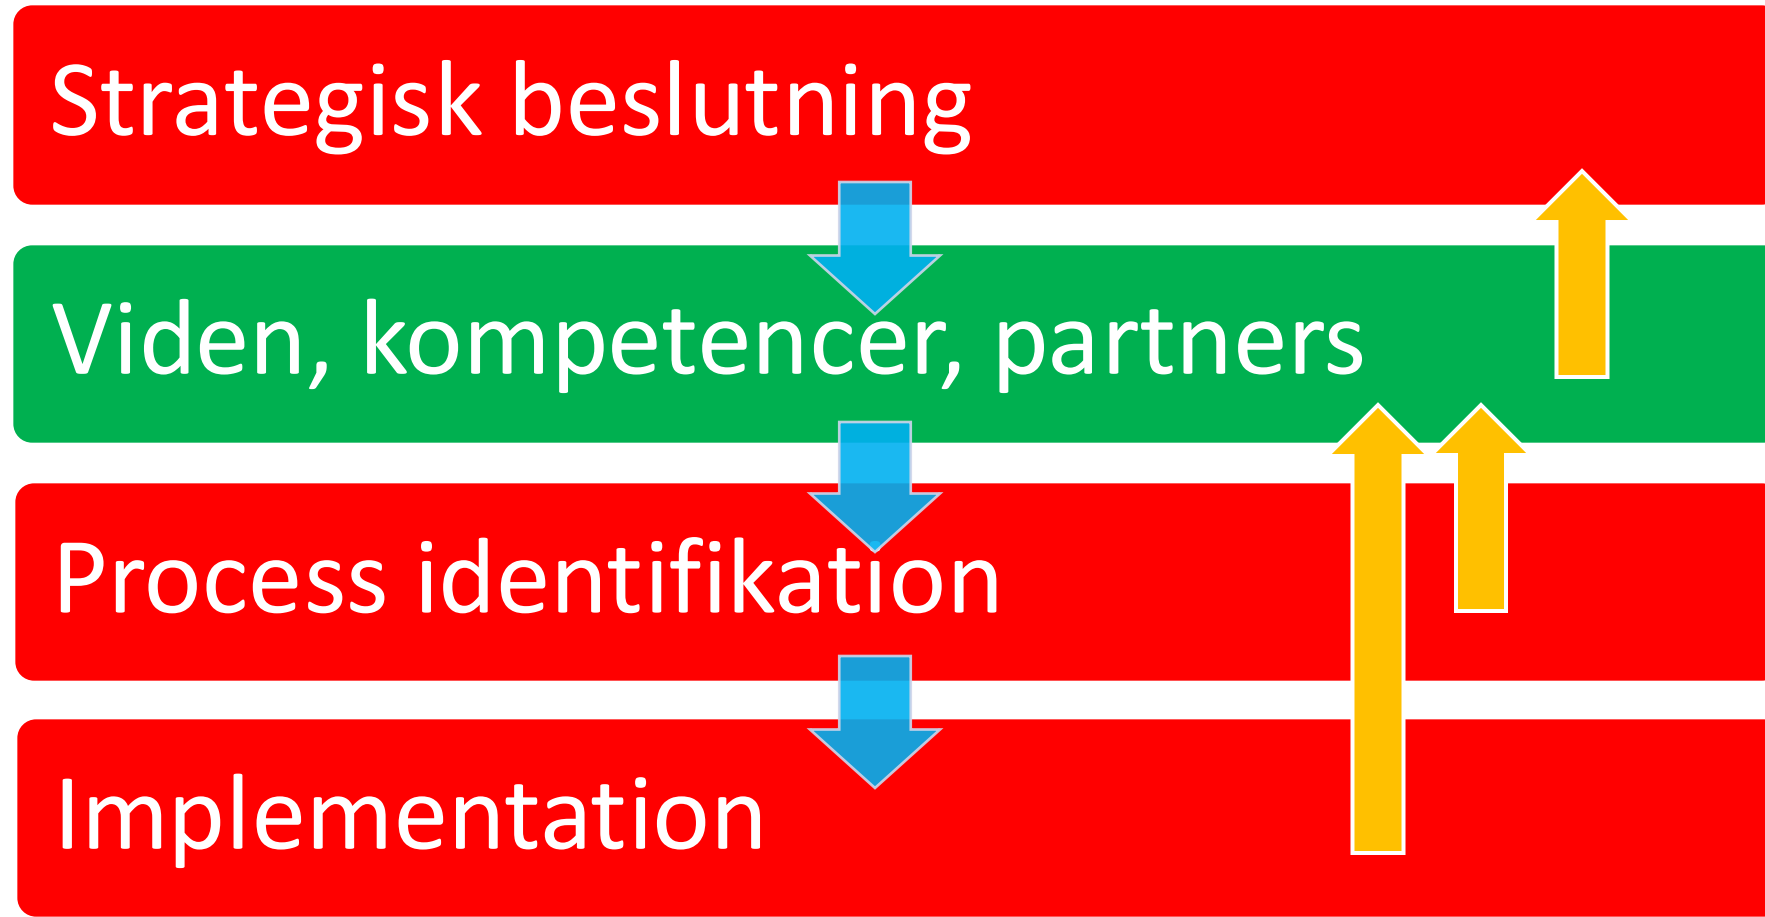 Strategisk beslutning
Viden, kompetencer, partners
Process identifikation
Implementation